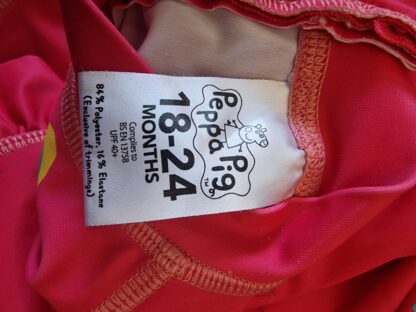 Peppa
Pig
TM
18-24
MONTHS
Complies to
BS EN 13758
UPF 40+
84% Polyester, 16% Elastane
(Exclusive of trimmings)